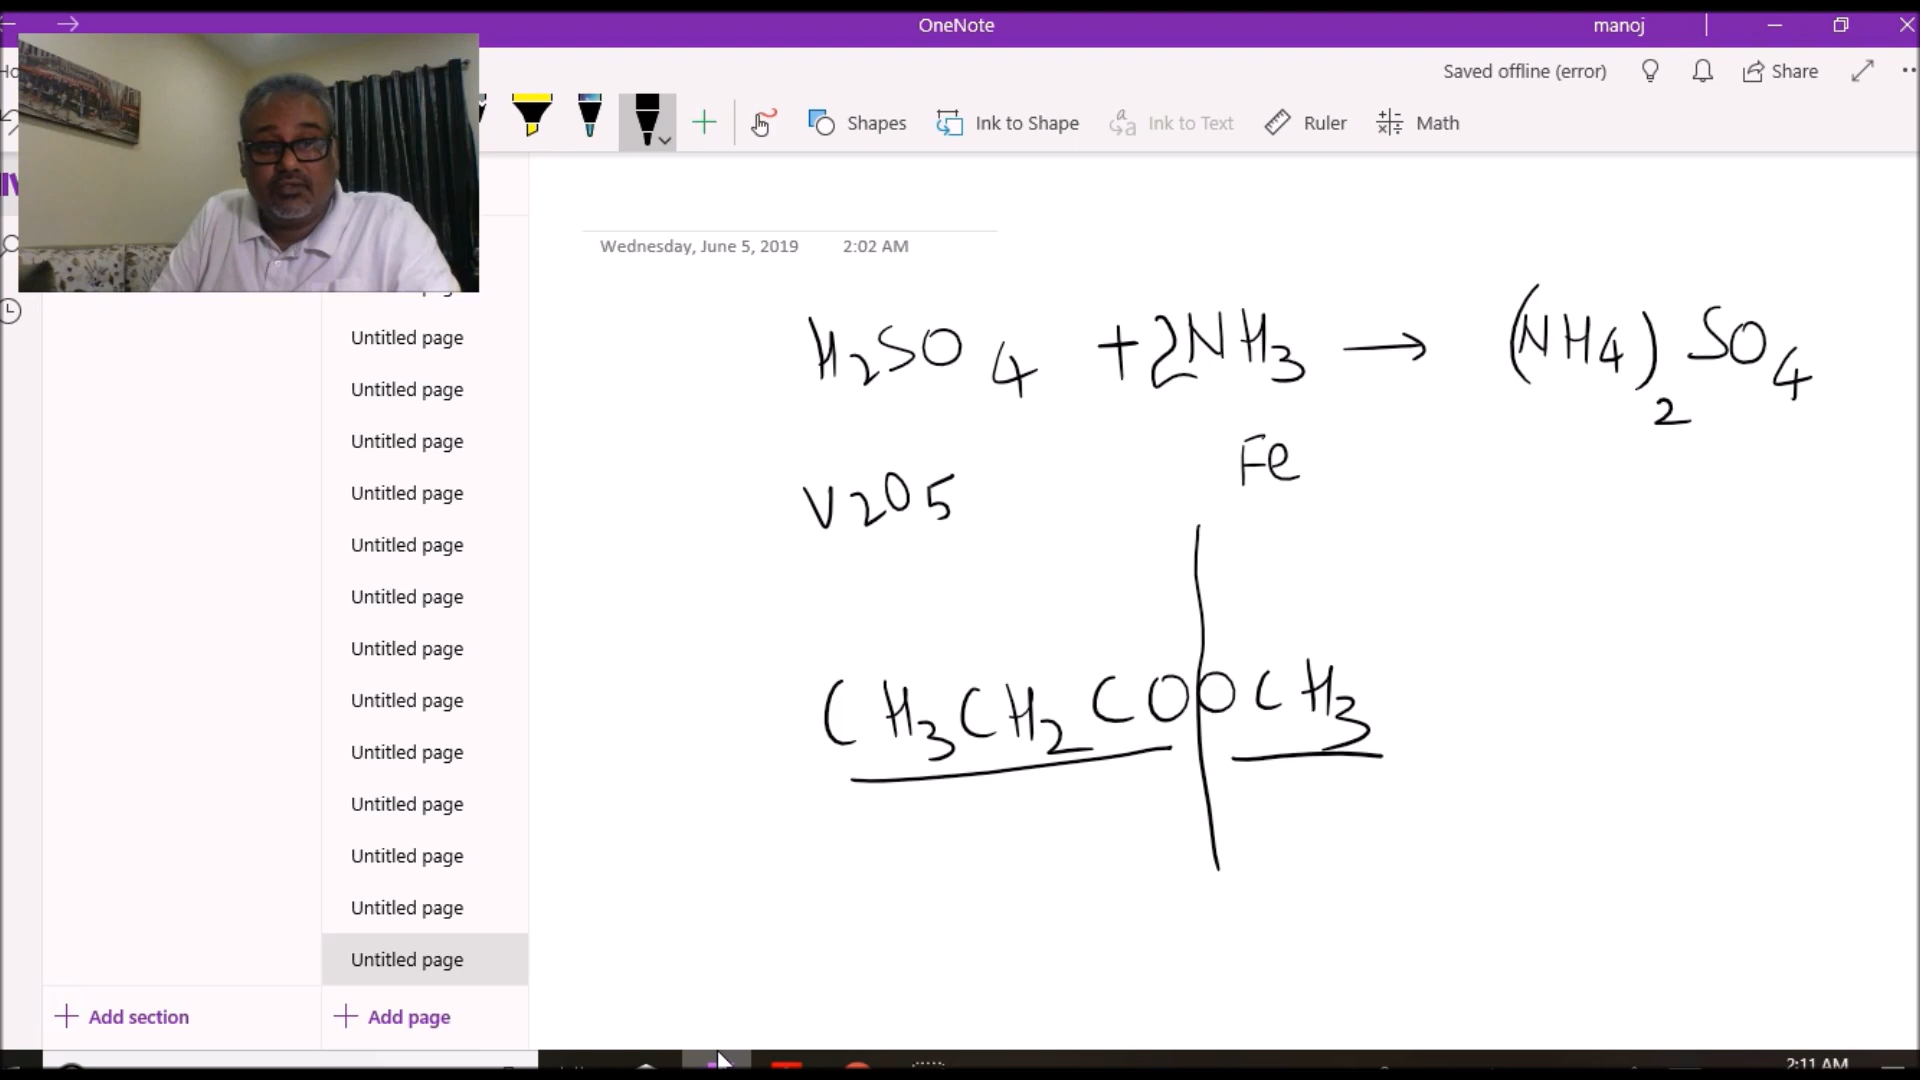 OneNote
manoj
Saved offline (error)
Share
Shapes
Ink to Shape
Ink to Text
Ruler
Math
Wednesday, June 5, 2019 2:02 AM
H2SO4 + 2NH3 → (NH4)2 SO4
V2O5 Fe
CH3CH2COOCH3
Untitled page
Untitled page
Untitled page
Untitled page
Untitled page
Untitled page
Untitled page
Untitled page
Untitled page
Untitled page
Untitled page
Untitled page
Untitled page
+ Add section
+ Add page
2:11 AM